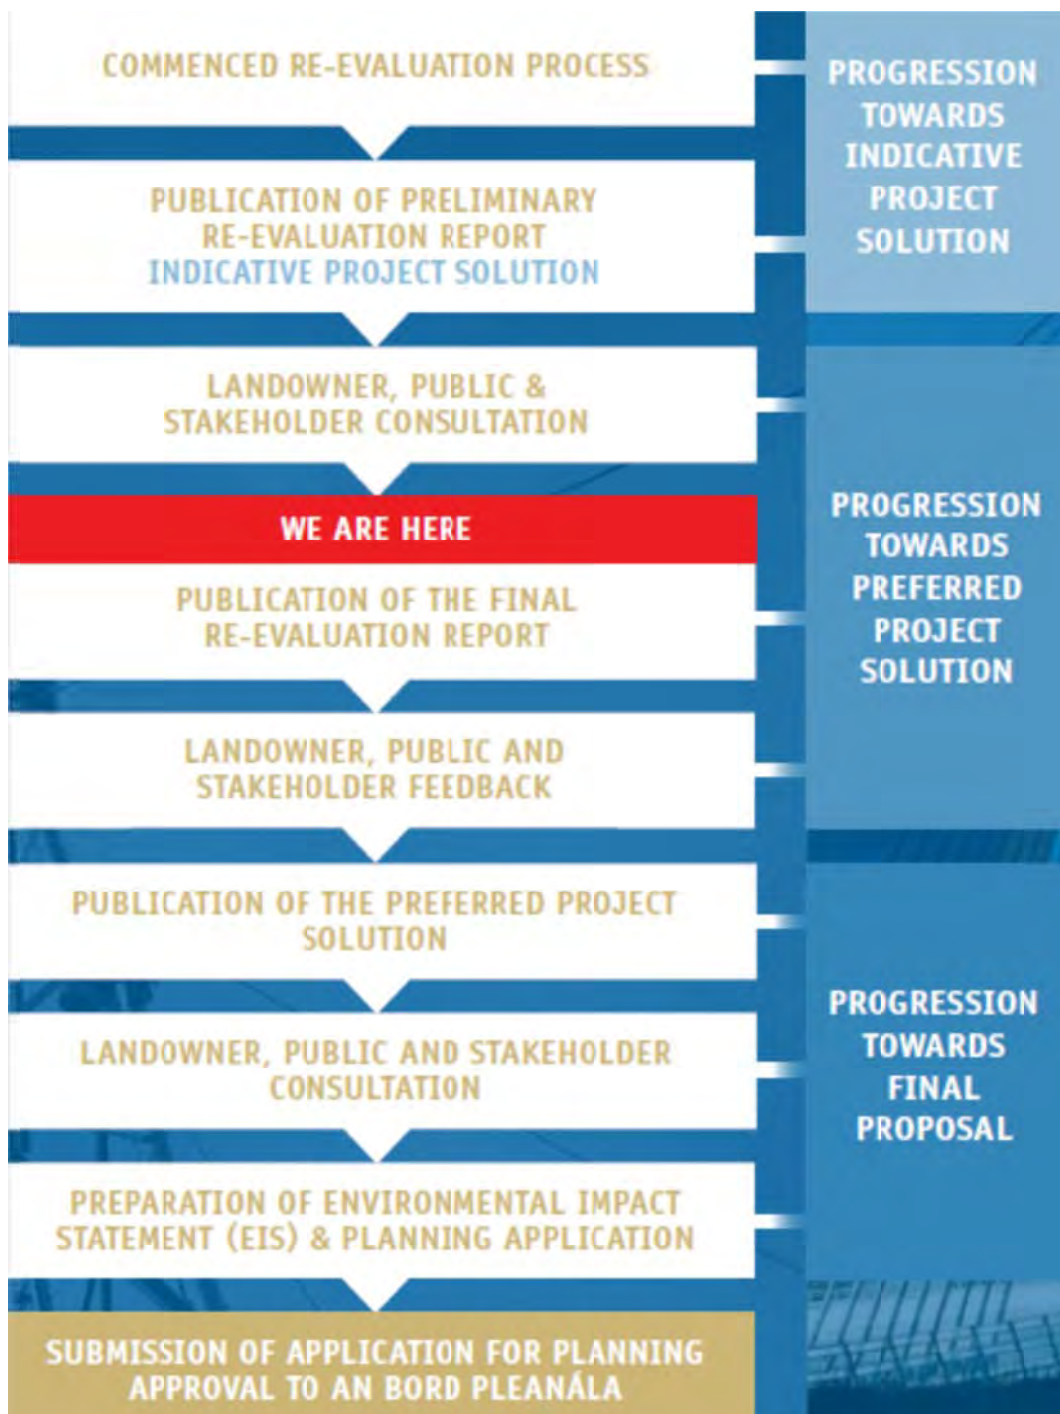 COMMENCED RE-EVALUATION PROCESS
PUBLICATION OF PRELIMINARY
RE-EVALUATION REPORT
INDICATIVE PROJECT SOLUTION
PROGRESSION
TOWARDS
INDICATIVE
PROJECT
SOLUTION
LANDOWNER, PUBLIC &
STAKEHOLDER CONSULTATION
WE ARE HERE
PUBLICATION OF THE FINAL
RE-EVALUATION REPORT
LANDOWNER, PUBLIC AND
STAKEHOLDER FEEDBACK
PROGRESSION
TOWARDS
PREFERRED
PROJECT
SOLUTION
PUBLICATION OF THE PREFERRED PROJECT
SOLUTION
LANDOWNER, PUBLIC AND STAKEHOLDER
CONSULTATION
PREPARATION OF ENVIRONMENTAL IMPACT
STATEMENT (EIS) & PLANNING APPLICATION
PROGRESSION
TOWARDS
FINAL
PROPOSAL
SUBMISSION OF APPLICATION FOR PLANNING
APPROVAL TO AN BORD PLEANÁLA